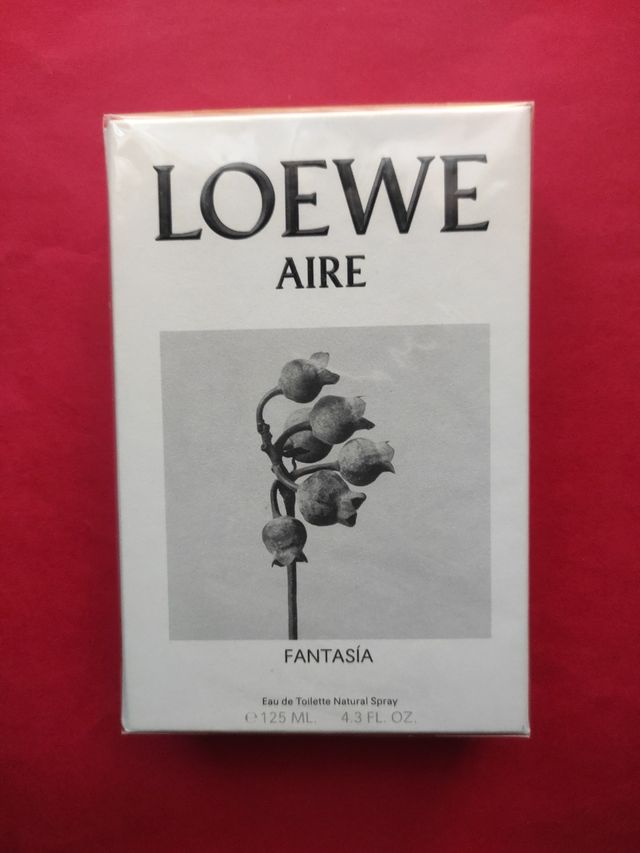 LOEWE
AIRE
FANTASÍA
Eau de Toilette Natural Spray
℮ 125 ML. 4.3 FL. OZ.